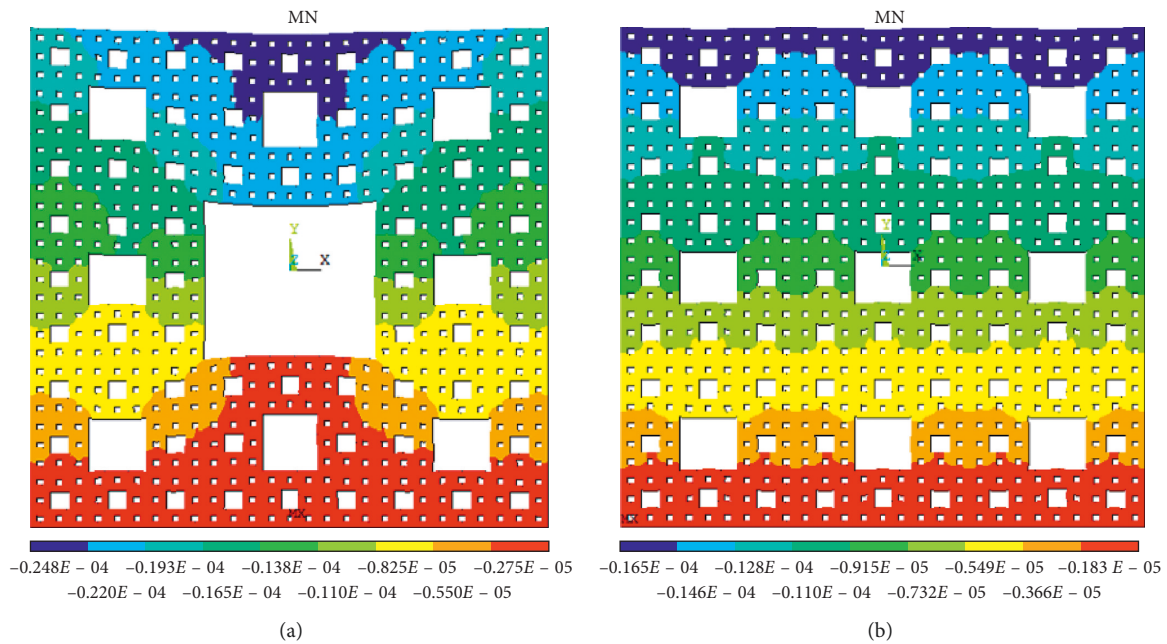 MN
Y
Z X
MX
−0.248E − 04 −0.193E − 04 −0.138E − 04 −0.825E − 05 −0.275E − 05
−0.220E − 04 −0.165E − 04 −0.110E − 04 −0.550E − 05
(a)
MN
Y
Z X
MX
−0.165E − 04 −0.128E − 04 −0.915E − 05 −0.549E − 05 −0.183 E − 05
−0.146E − 04 −0.110 E − 04 −0.732E − 05 −0.366E − 05
(b)